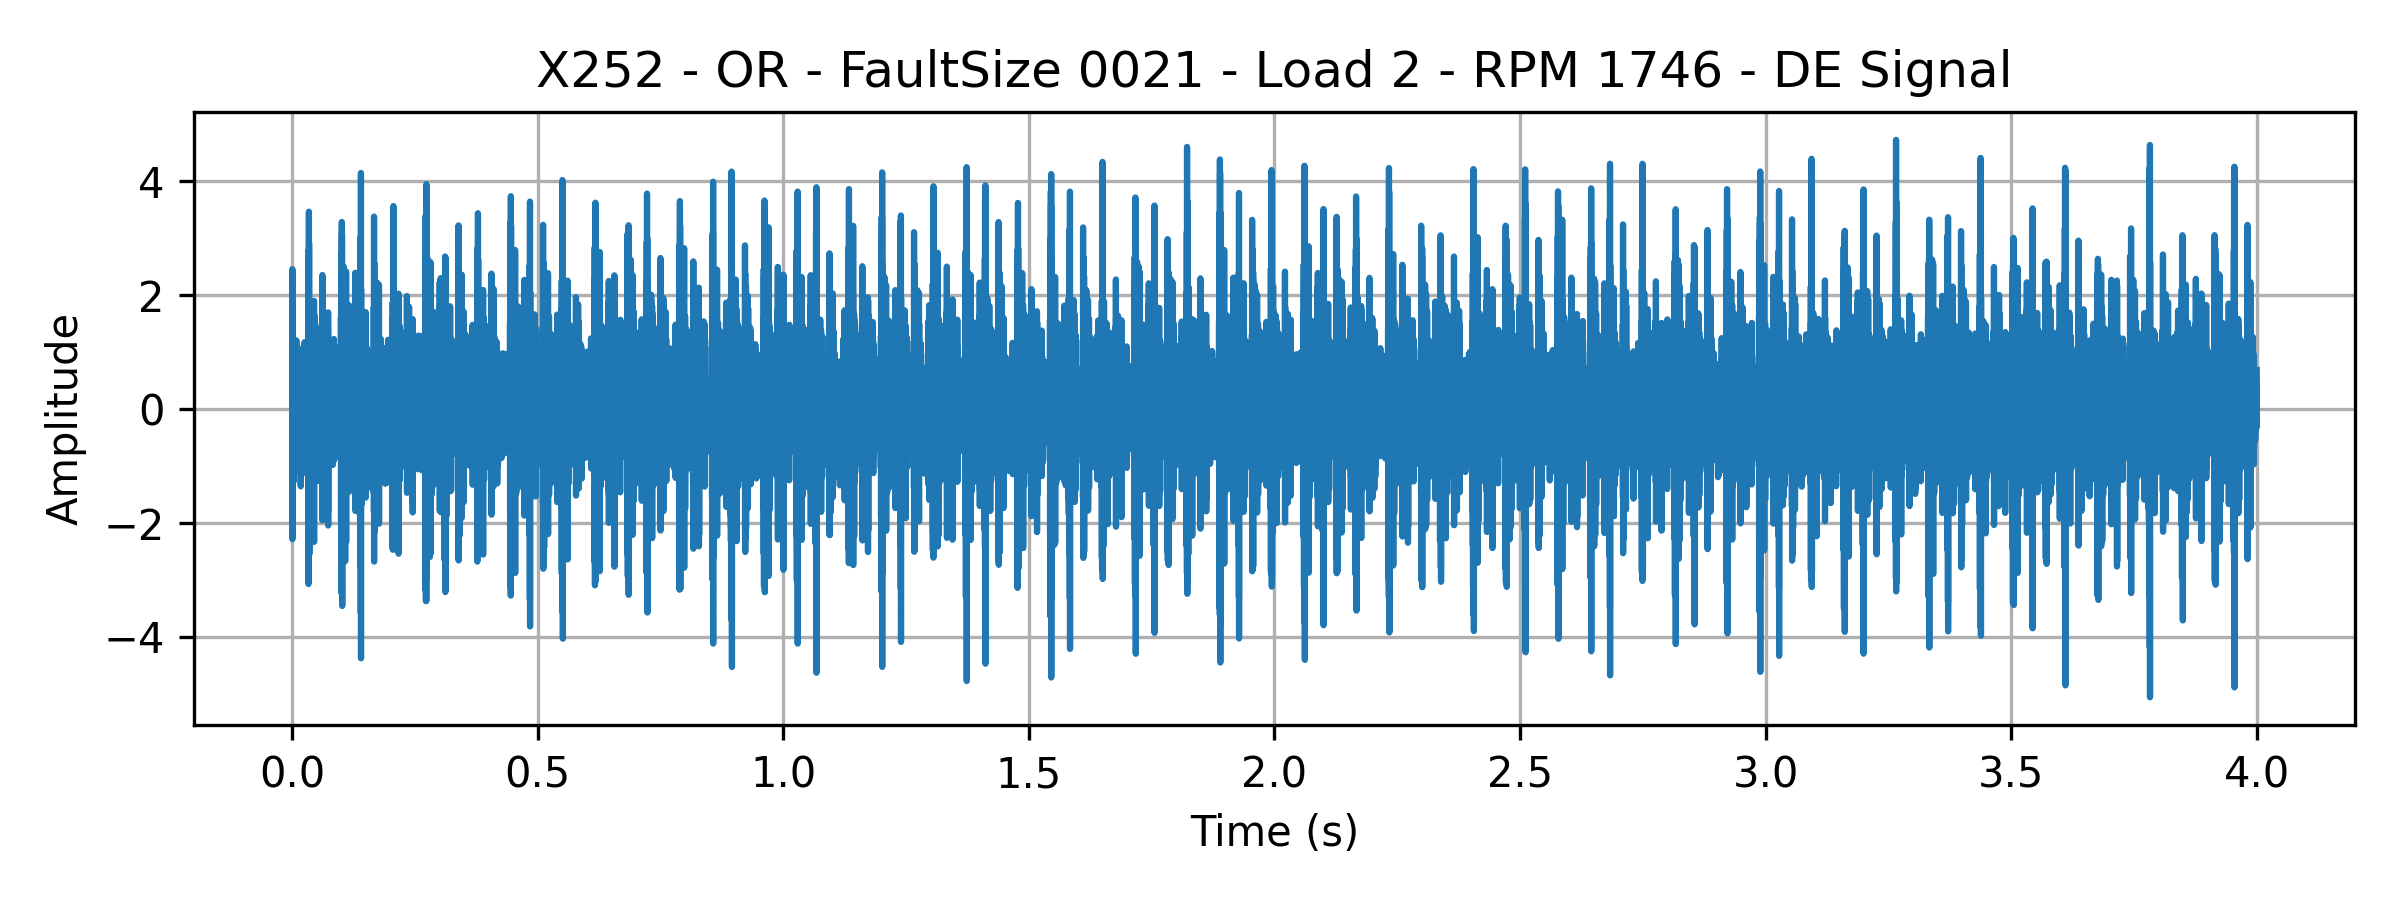 X252 - OR - FaultSize 0021 - Load 2 - RPM 1746 - DE Signal
4
2
0
−2
−4
Amplitude
0.0 0.5 1.0 1.5 2.0 2.5 3.0 3.5 4.0
Time (s)